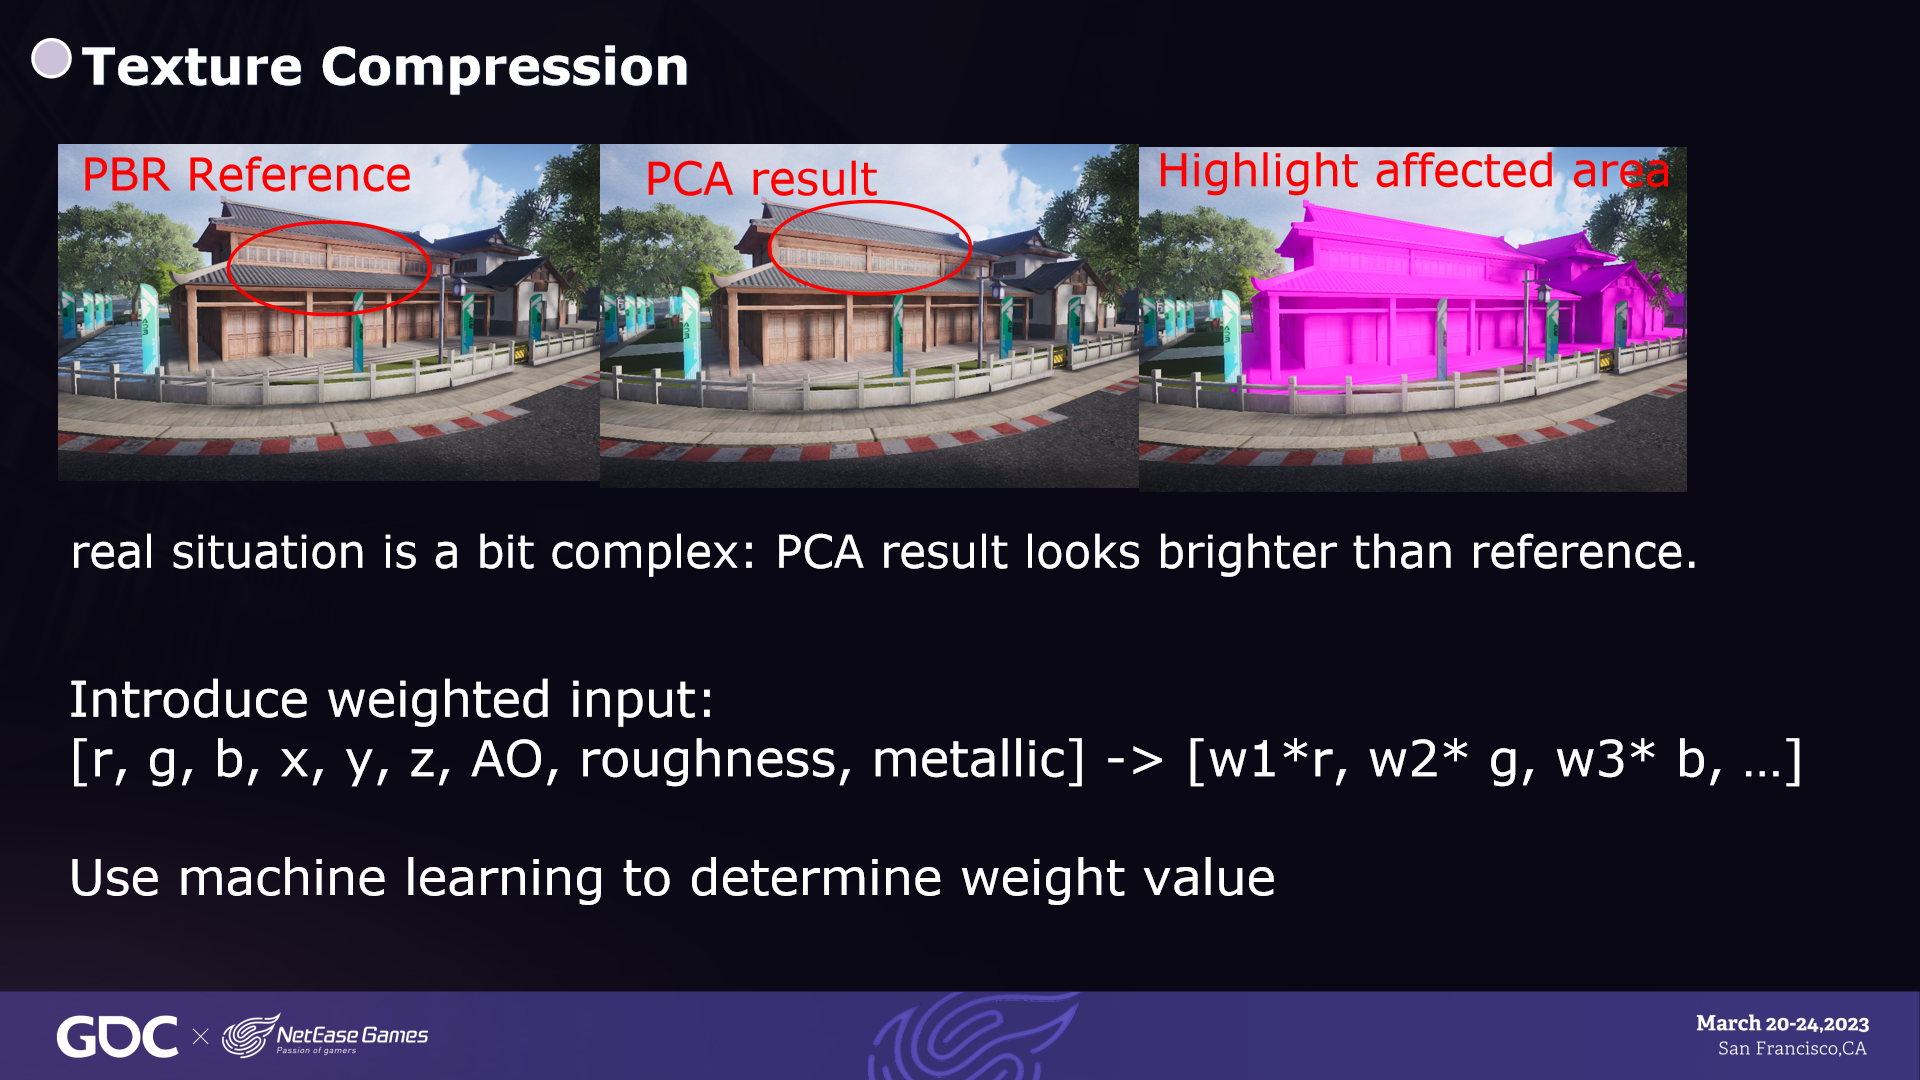 Texture Compression
PBR Reference
PCA result
Highlight affected area
real situation is a bit complex: PCA result looks brighter than reference.
Introduce weighted input:
[r, g, b, x, y, z, AO, roughness, metallic] -> [w1*r, w2* g, w3* b, ...]
Use machine learning to determine weight value
GDC × NetEase Games
Passion of gamers
March 20-24,2023
San Francisco,CA